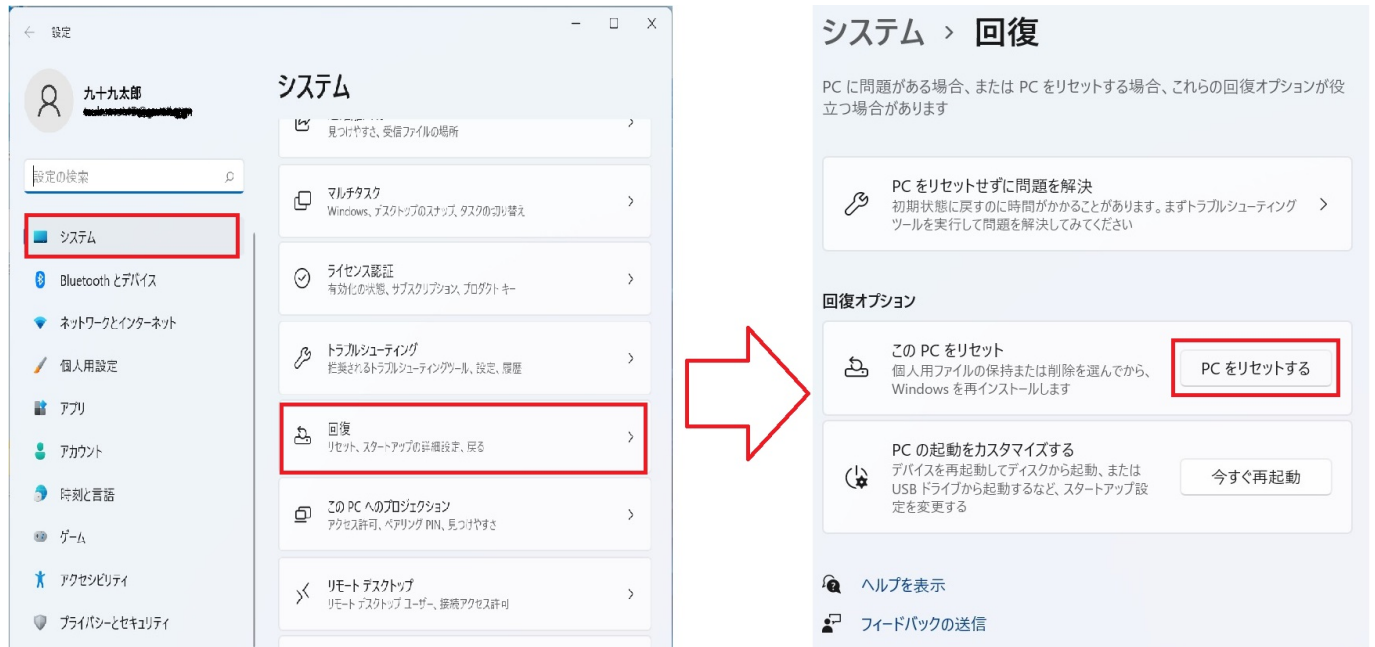 設定
九十九太郎
設定の検索
システム
Bluetooth とデバイス
ネットワークとインターネット
個人用設定
アプリ
アカウント
時刻と言語
ゲーム
アクセシビリティ
プライバシーとセキュリティ
システム
見つけやすさ、受信ファイルの場所
マルチタスク
Windows、デスクトップのスナップ、タスクの切り替え
ライセンス認証
有効化の状態、サブスクリプション、プロダクト キー
トラブルシューティング
推奨されるトラブルシューティングツール、設定、履歴
回復
リセット、スタートアップの詳細設定、戻る
この PC へのプロジェクション
アクセス許可、ペアリング PIN、見つけやすさ
リモート デスクトップ
リモート デスクトップ ユーザー、接続アクセス許可
システム › 回復
PC に問題がある場合、または PC をリセットする場合、これらの回復オプションが役
立つ場合があります
PC をリセットせずに問題を解決
初期状態に戻すのに時間がかかることがあります。まずトラブルシューティング
ツールを実行して問題を解決してみてください
回復オプション
この PC をリセット
個人用ファイルの保持または削除を選んでから、
Windows を再インストールします
PC をリセットする
PC の起動をカスタマイズする
デバイスを再起動してディスクから起動、または
USB ドライブから起動するなど、スタートアップ設
定を変更する
今すぐ再起動
ヘルプを表示
フィードバックの送信